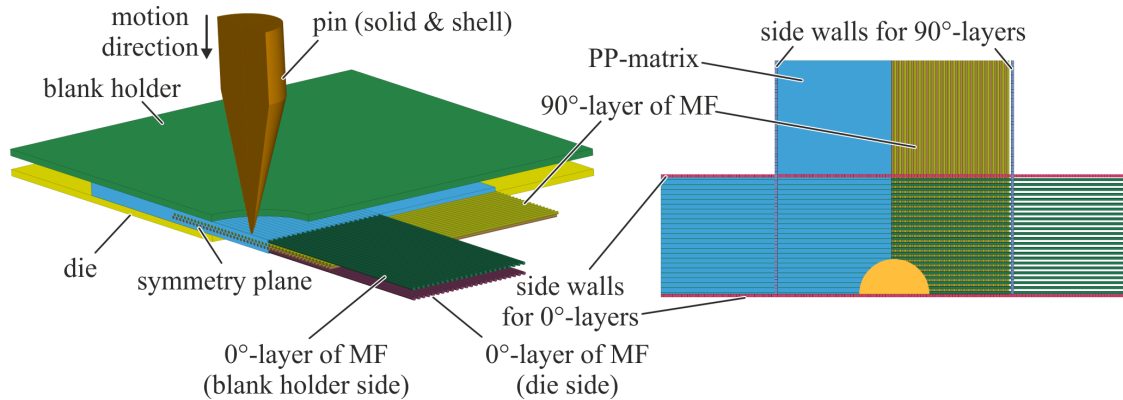 motion
direction
pin (solid & shell)
blank holder
90°-layer of MF
die
symmetry plane
0°-layer of MF
(blank holder side)
0°-layer of MF
(die side)
side walls for 90°-layers
PP-matrix
side walls
for 0°-layers